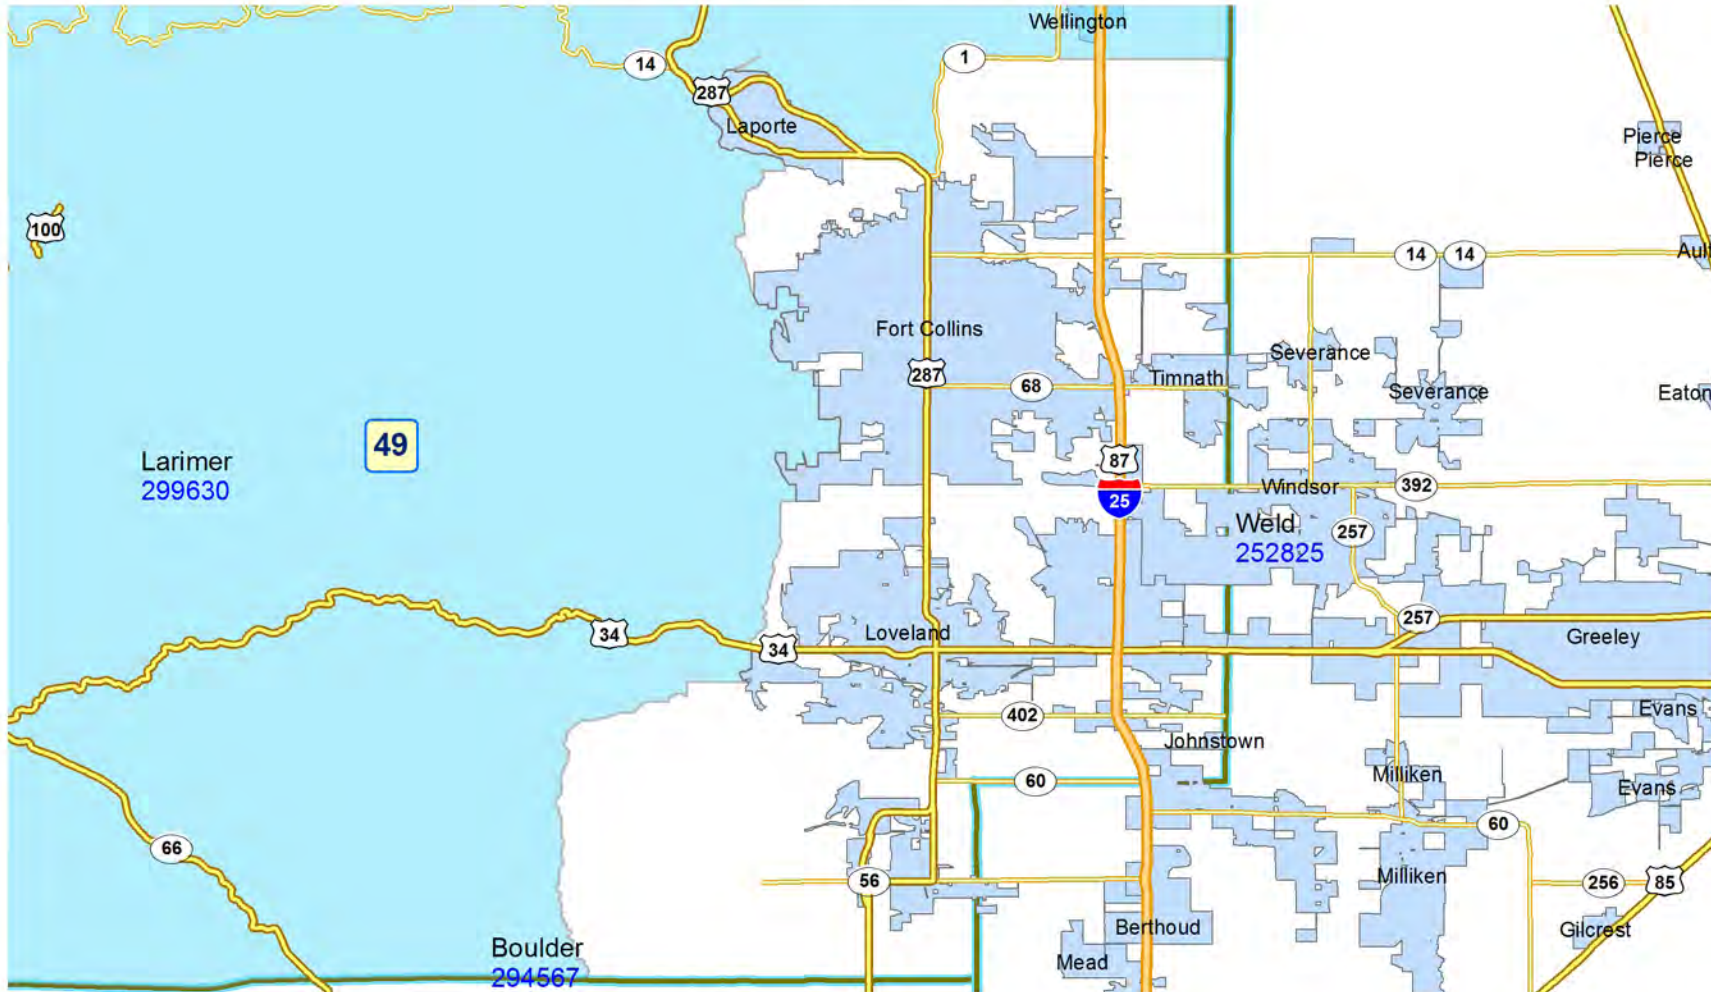 Wellington
14
1
287
Laporte
Pierce
Pierce
100
14
14
Ault
Fort Collins
Severance
287
68
Timnath
Severance
Eaton
49
Larimer
299630
87
25
Windsor
392
Weld
252825
257
34
34
Loveland
257
Greeley
402
Evans
Johnstown
60
Milliken
Evans
60
66
56
Milliken
256
85
Berthoud
Gilcrest
Boulder
294567
Mead